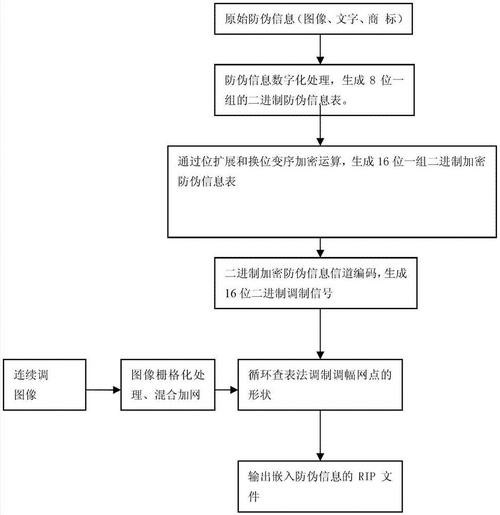 原始防伪信息(图像、文字、商 标)
防伪信息数字化处理，生成 8 位一
组的二进制防伪信息表。
通过位扩展和换位变序加密运算，生成 16 位一组二进制加密
防伪信息表
二进制加密防伪信息信道编码，生成
16 位二进制调制信号
连续调
图像
图像栅格化处
理、混合加网
循环查表法调制调幅网点的
形状
输出嵌入防伪信息的 RIP 文
件